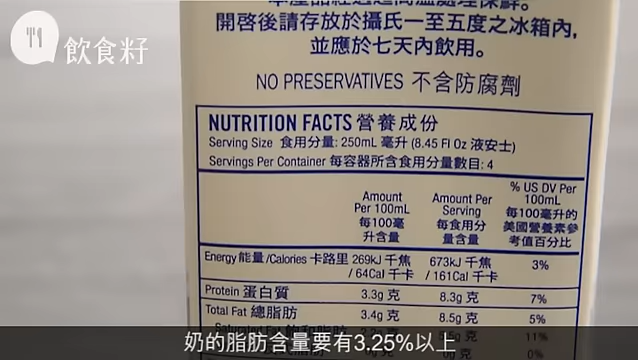 飲食籽
開啓後請存放於攝氏一至五度之冰箱內,
並應於七天內飲用。
NO PRESERVATIVES 不含防腐劑
NUTRITION FACTS 營養成份
Serving Size 食用分量: 250mL 毫升 (8.45 Fl Oz 液安士)
Servings Per Container 每容器所含食用分量數目: 4
Amount Per 100mL 每100毫升含量
Amount Per Serving 每食用分量含量
% US DV Per 100mL 每100毫升的美國營養素參考值百分比
Energy 能量 /Calories 卡路里 269kJ 千焦 / 64Cal 千卡 673kJ 千焦 / 161Cal 千卡 3%
Protein 蛋白質 3.3g 克 8.3g 克 7%
Total Fat 總脂肪 3.4g 克 8.5g 克 5%
11%
奶的脂肪含量要有3.25%以上